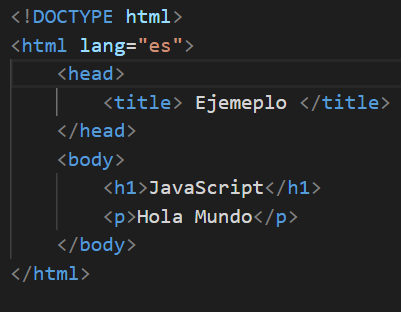 <!DOCTYPE html>
<html lang="es">
<head>
<title> Ejemeplo </title>
</head>
<body>
<h1>JavaScript</h1>
<p>Hola Mundo</p>
</body>
</html>